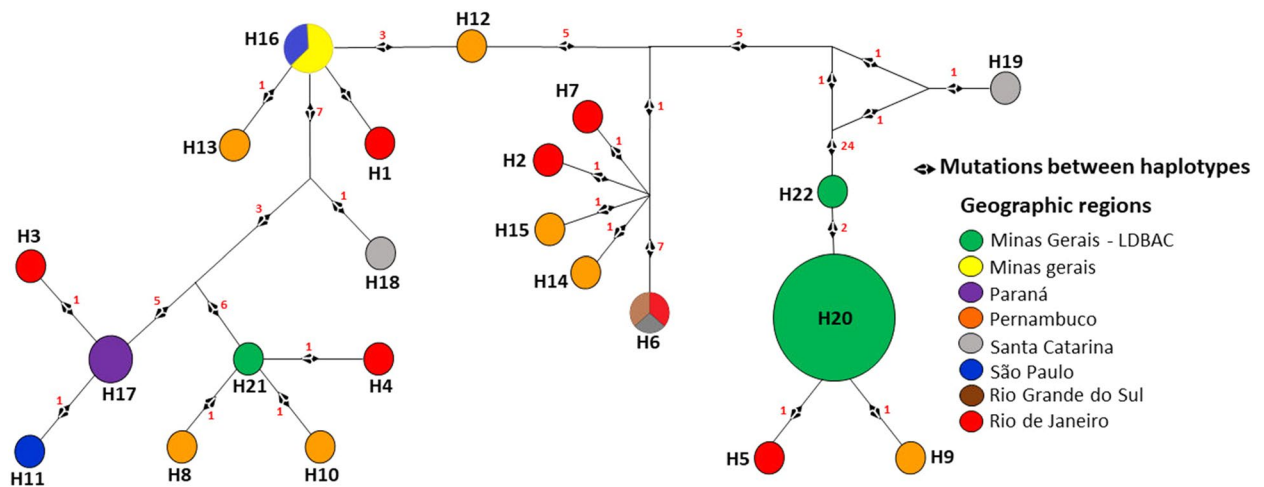 H12
H16
3
5
5
1
H19
1
1
1
H7
1
7
1
H13
H1
1
H2
1
24
Mutations between haplotypes
H22
1
H15
1
3
1
2
H14
7
H18
H3
1
5
6
H6
H20
H17
H21
1
H4
1
1
1
1
1
H11
H8
H10
H5
H9
Geographic regions
Minas Gerais - LDBAC
Minas gerais
Paraná
Pernambuco
Santa Catarina
São Paulo
Rio Grande do Sul
Rio de Janeiro